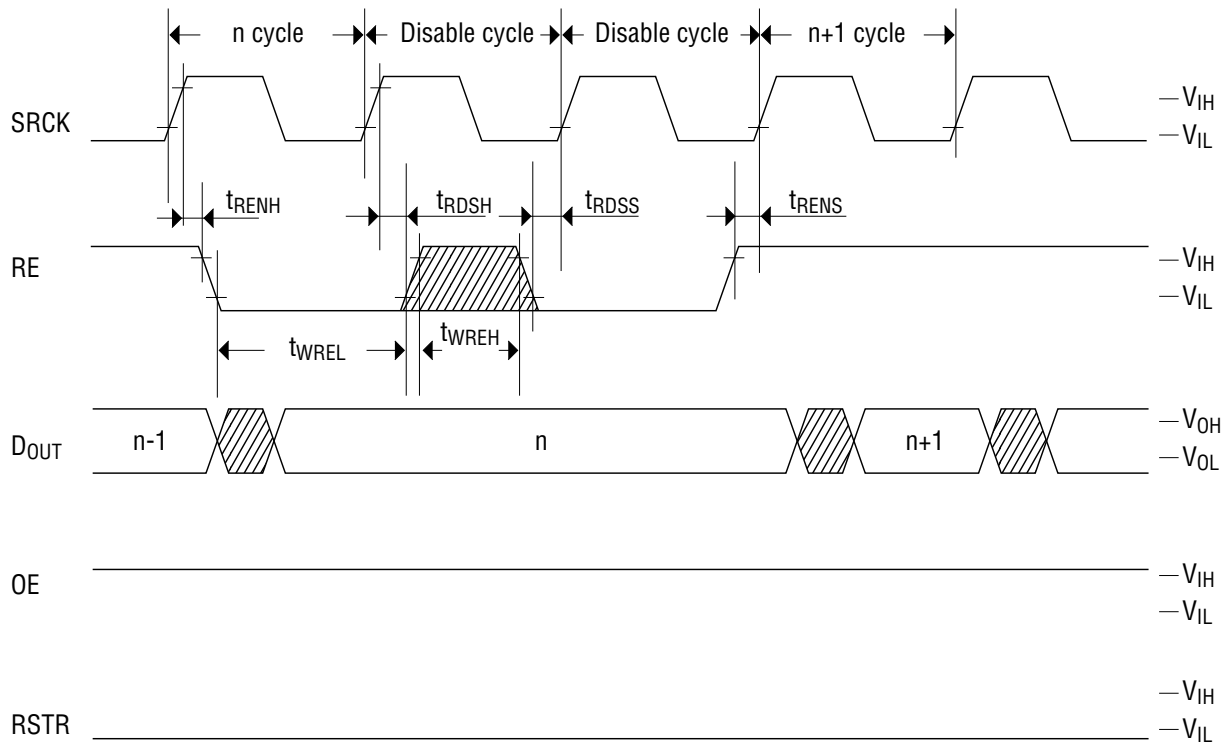 n cycle Disable cycle Disable cycle n+1 cycle
SRCK
VIH
VIL
tRENH tRDSH tRDSS tRENS
RE
VIH
VIL
tWREL tWREH
DOUT n-1 n n+1
VOH
VOL
OE
VIH
VIL
RSTR
VIH
VIL